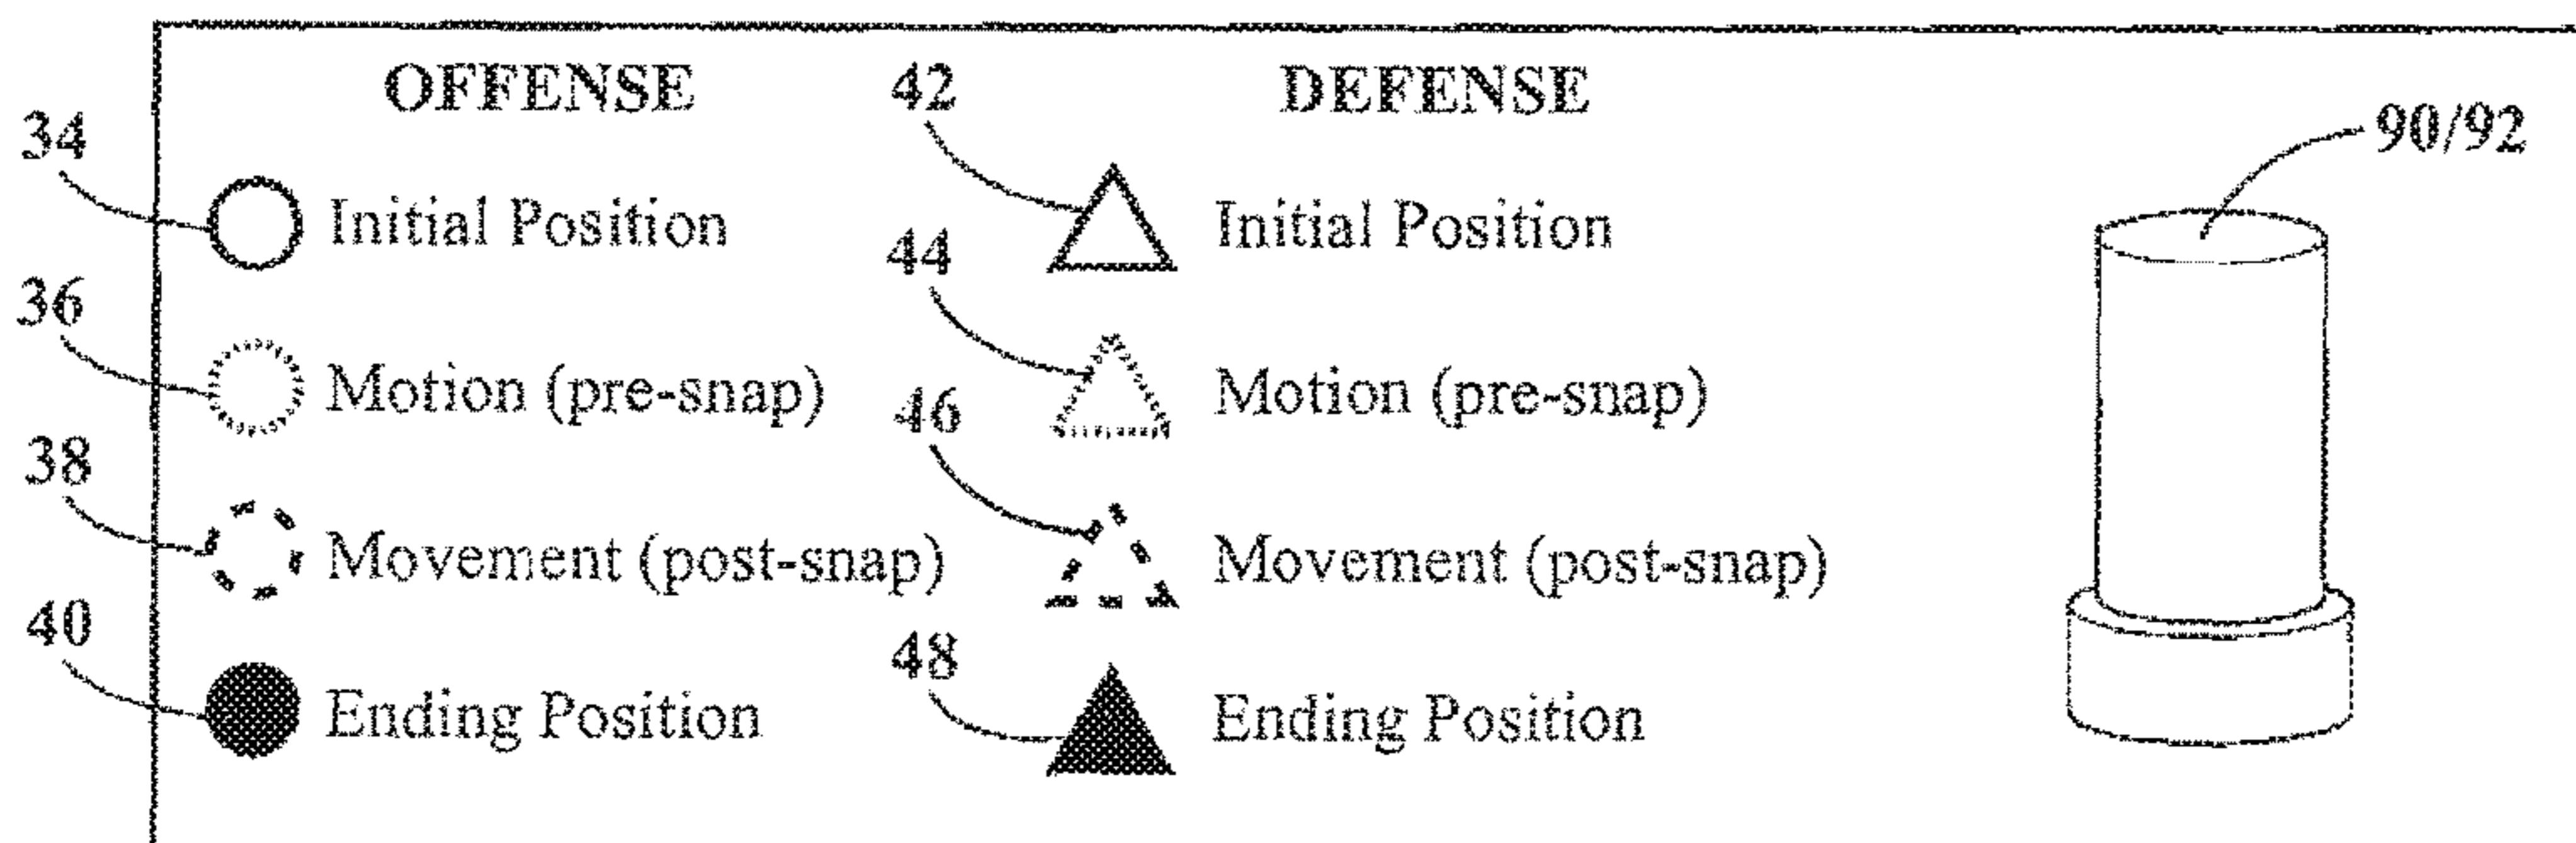 OFFENSE
34
Initial Position
36
Motion (pre-snap)
38
Movement (post-snap)
40
Ending Position
DEFENSE
42
Initial Position
44
Motion (pre-snap)
46
Movement (post-snap)
48
Ending Position
90/92